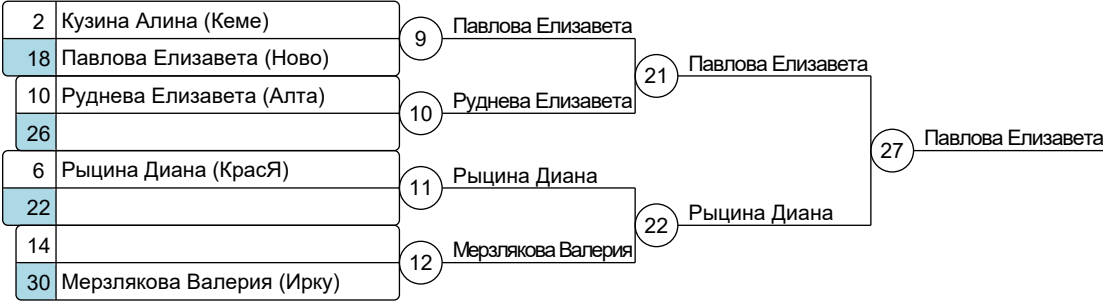 2 Кузина Алина (Кеме)
18 Павлова Елизавета (Ново)
10 Руднева Елизавета (Алта)
26
6 Рыцина Диана (КрасЯ)
22
14
30 Мерзлякова Валерия (Ирку)
9 Павлова Елизавета
10 Руднева Елизавета
11 Рыцина Диана
12 Мерзлякова Валерия
21 Павлова Елизавета
22 Рыцина Диана
27 Павлова Елизавета